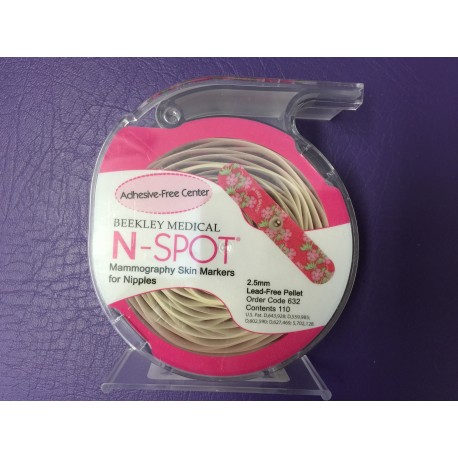 Adhesive-Free Center
BEEKLEY MEDICAL
N-SPOT®
Mammography Skin Markers
for Nipples
2.5mm
Lead-Free Pellet
Order Code 632
Contents 110
U.S. Pat.